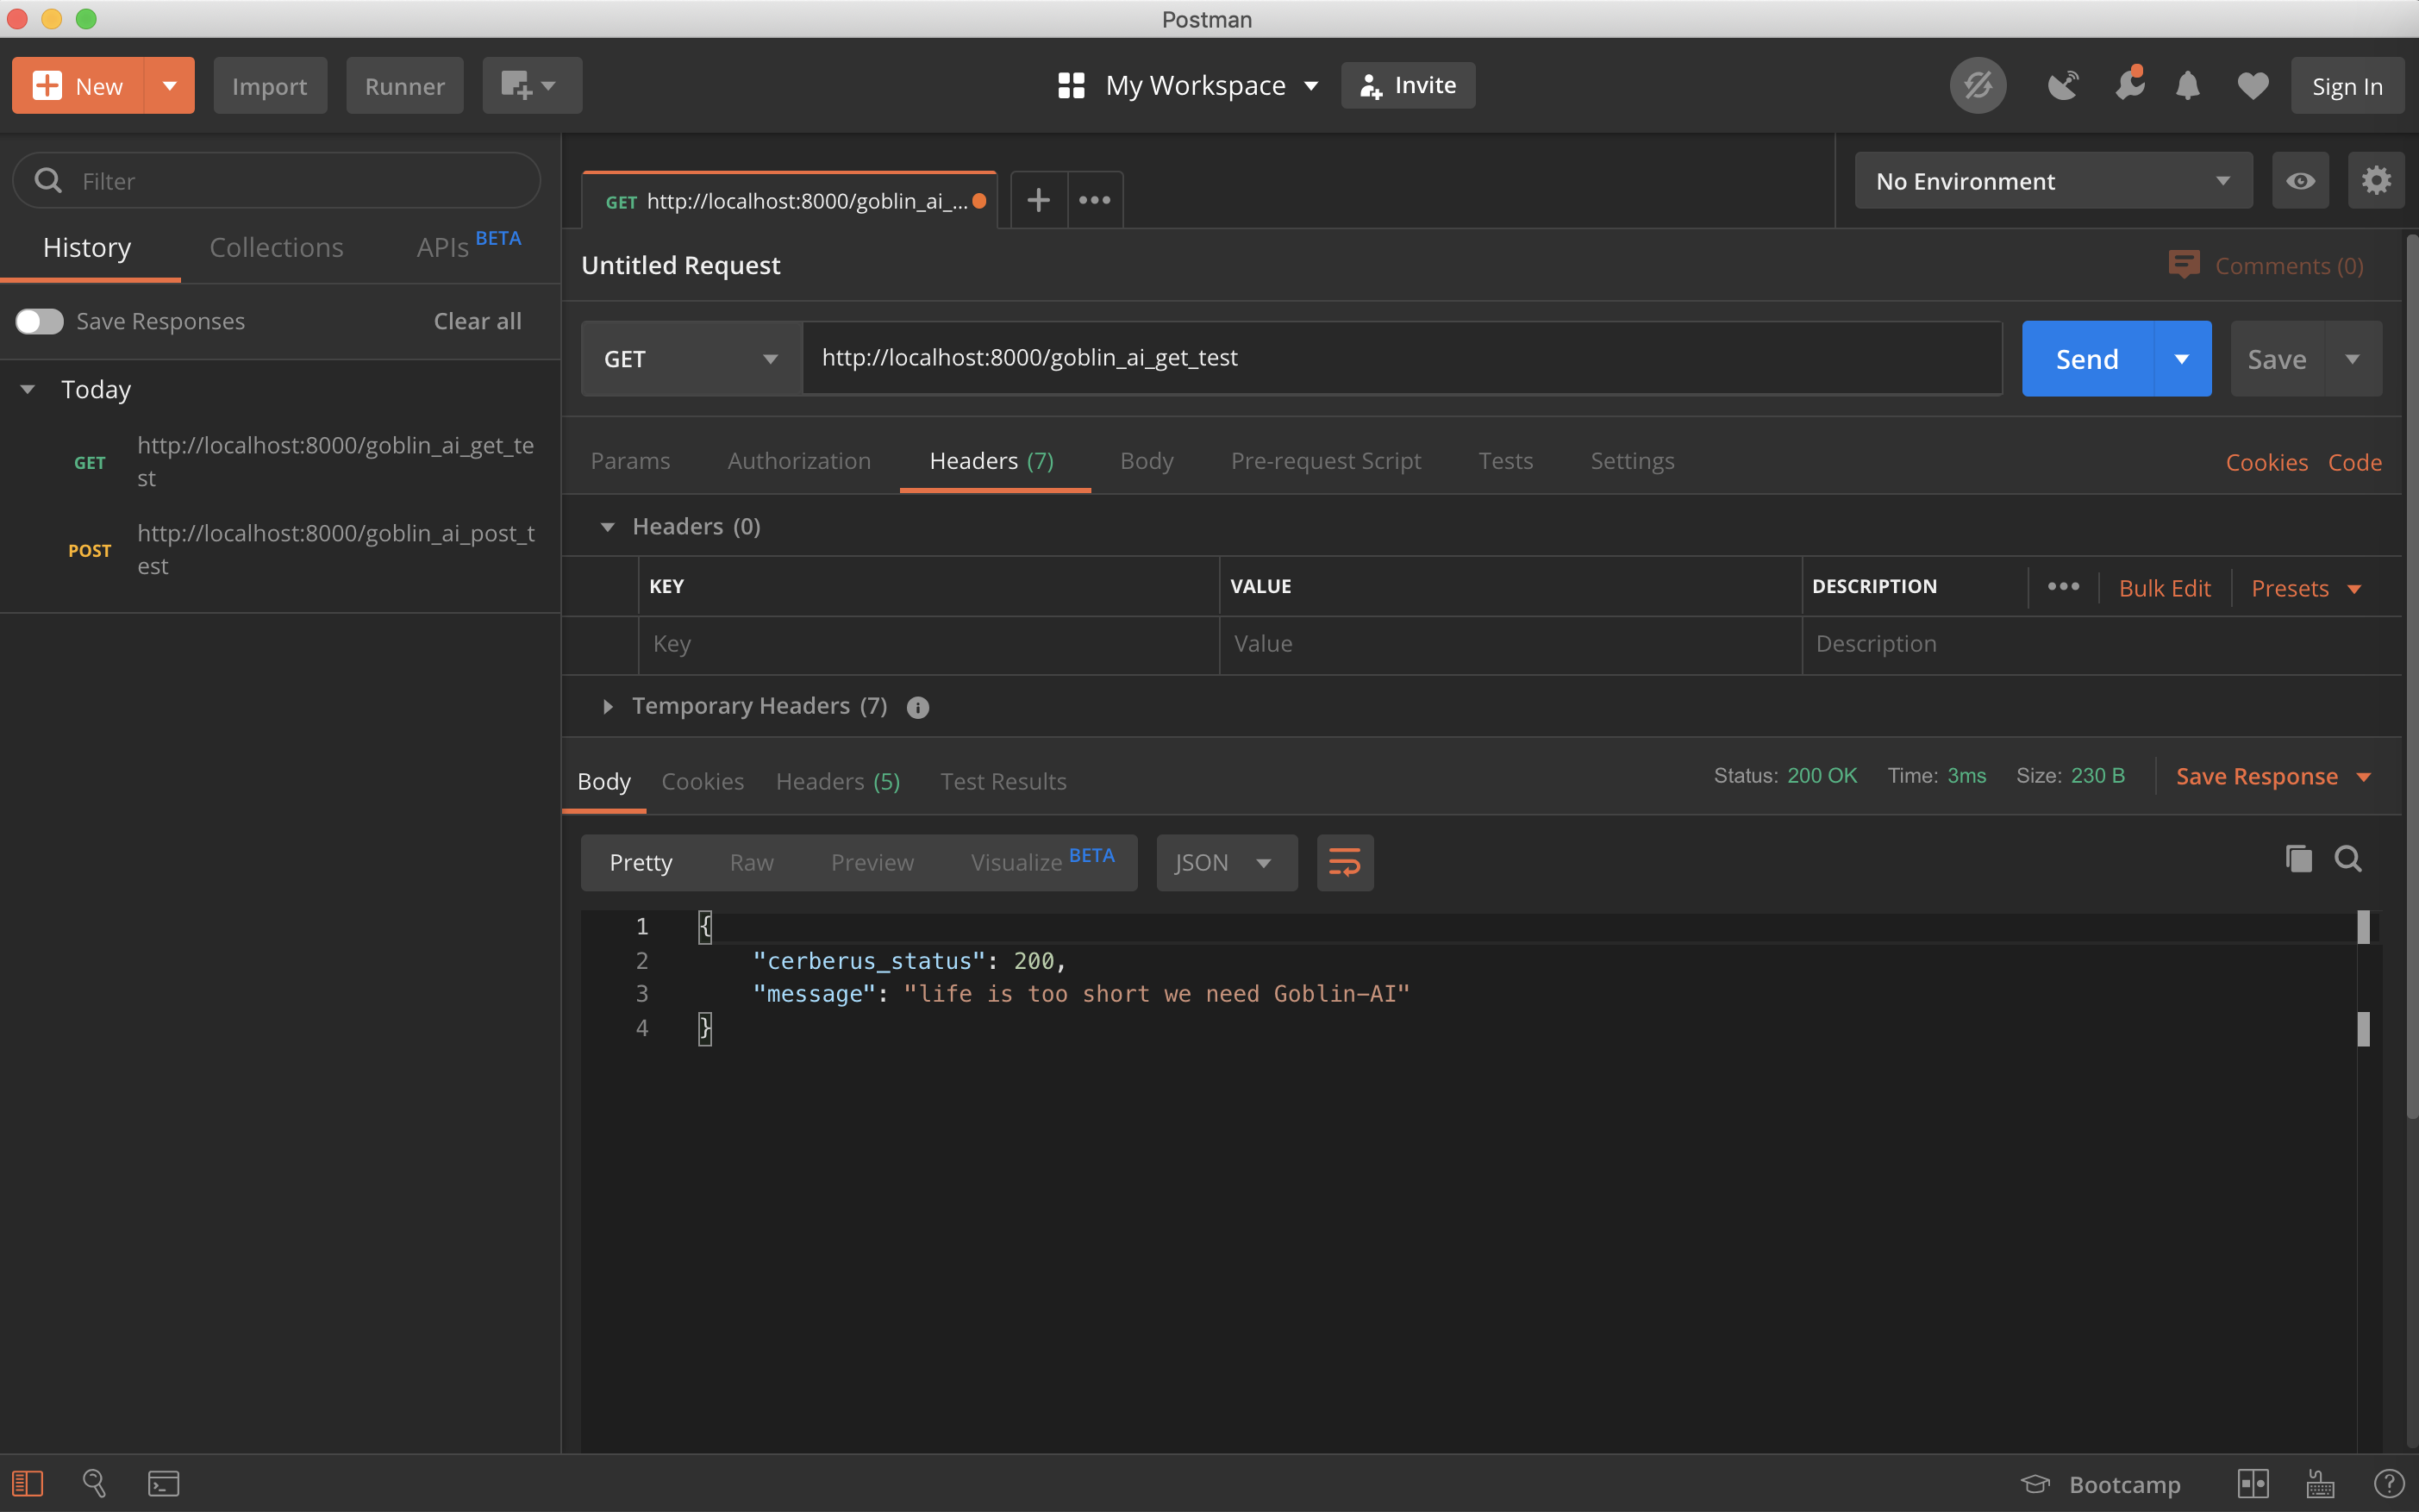 Postman
New
Import
Runner
My Workspace
Invite
Sign In
Filter
History Collections APIs BETA
Save Responses Clear all
Today
GET http://localhost:8000/goblin_ai_get_te
st
POST http://localhost:8000/goblin_ai_post_t
est
GET http://localhost:8000/goblin_ai_...
No Environment
Untitled Request
Comments (0)
GET http://localhost:8000/goblin_ai_get_test Send Save
Params Authorization Headers (7) Body Pre-request Script Tests Settings Cookies Code
Headers (0)
KEY VALUE DESCRIPTION Bulk Edit Presets
Key Value Description
Temporary Headers (7)
Body Cookies Headers (5) Test Results Status: 200 OK Time: 3ms Size: 230 B Save Response
Pretty Raw Preview Visualize BETA JSON
1 {
2 "cerberus_status": 200,
3 "message": "life is too short we need Goblin-AI"
4 }
Bootcamp